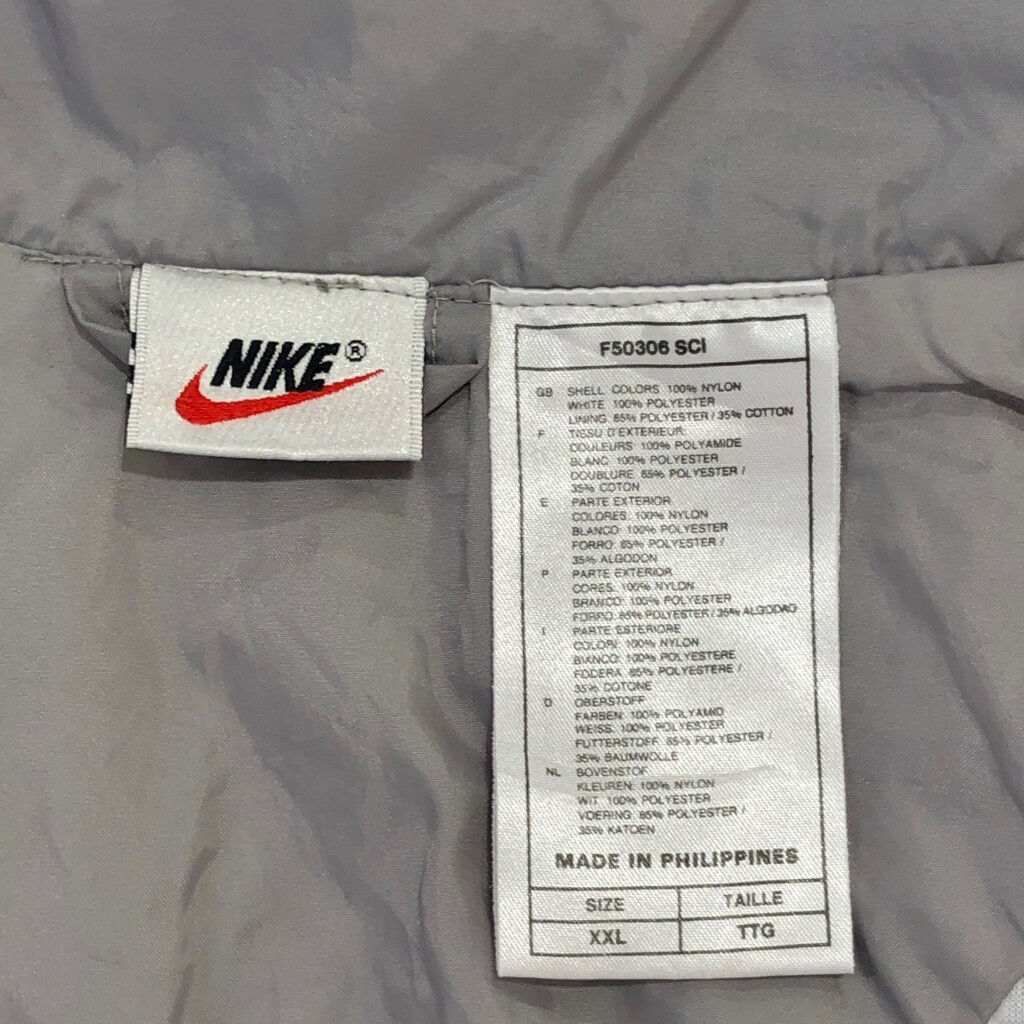 NIKE®
F50306 SCI
GB SHELL COLORS 100% NYLON
WHITE 100% POLYESTER
LINING: 65% POLYESTER / 35% COTTON
F TISSU D'EXTERIEUR:
COULEURS: 100% POLYAMIDE
BLANC: 100% POLYESTER
DOUBLURE: 65% POLYESTER /
35% COTON
E PARTE EXTERIOR
COLORES: 100% NYLON
BLANCO: 100% POLYESTER
FORRO: 65% POLYESTER /
35% ALGODON
P PARTE EXTERIOR
CORES: 100% NYLON
BRANCO: 100% POLYESTER
FORRO: 65% POLYESTER / 35% ALGODAO
I PARTE ESTERIORE
COLORI: 100% NYLON
BIANCO: 100% POLYESTERE
FODERA: 65% POLYESTERE /
35% COTONE
D OBERSTOFF
FARBEN: 100% POLYAMID
WEISS: 100% POLYESTER
FUTTERSTOFF: 65% POLYESTER /
35% BAUMWOLLE
NL BOVENSTOF
KLEUREN: 100% NYLON
WIT: 100% POLYESTER
VOERING: 65% POLYESTER /
35% KATOEN
MADE IN PHILIPPINES
SIZE TAILLE
XXL TTG